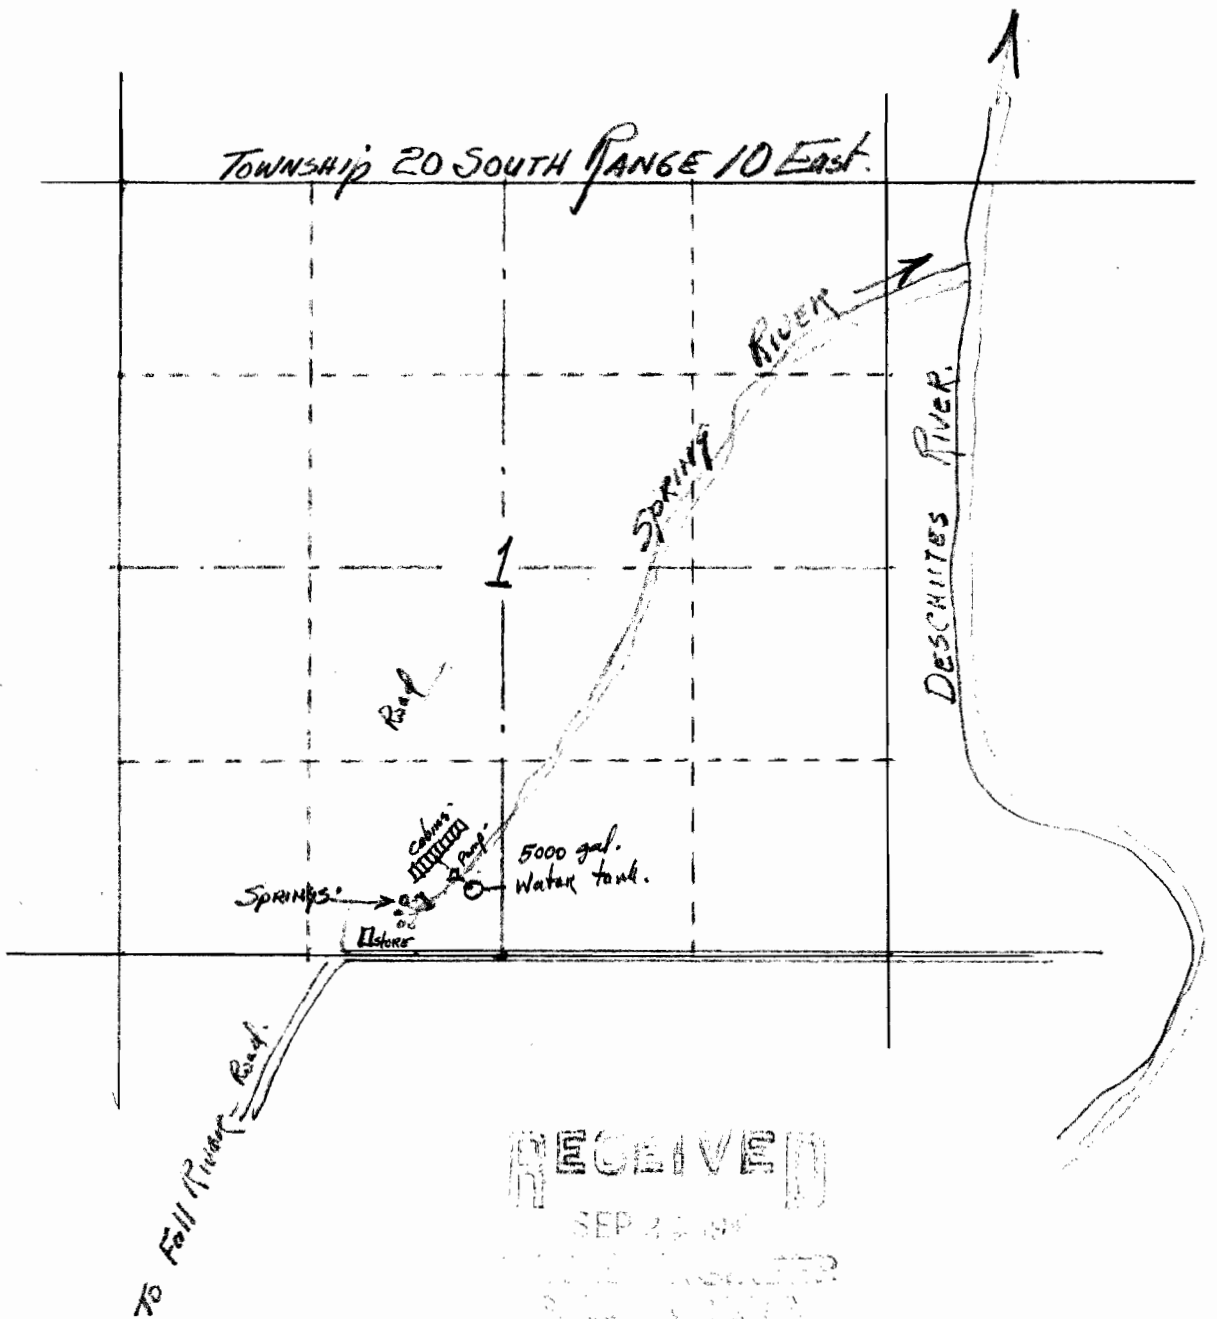 Township 20 South Range 10 East.
River
Spring
Deschutes River.
1
Road
Cabins
Pump
5000 gal.
Water tank.
Springs
Store
To Fall River Road.
RECEIVED
SEP